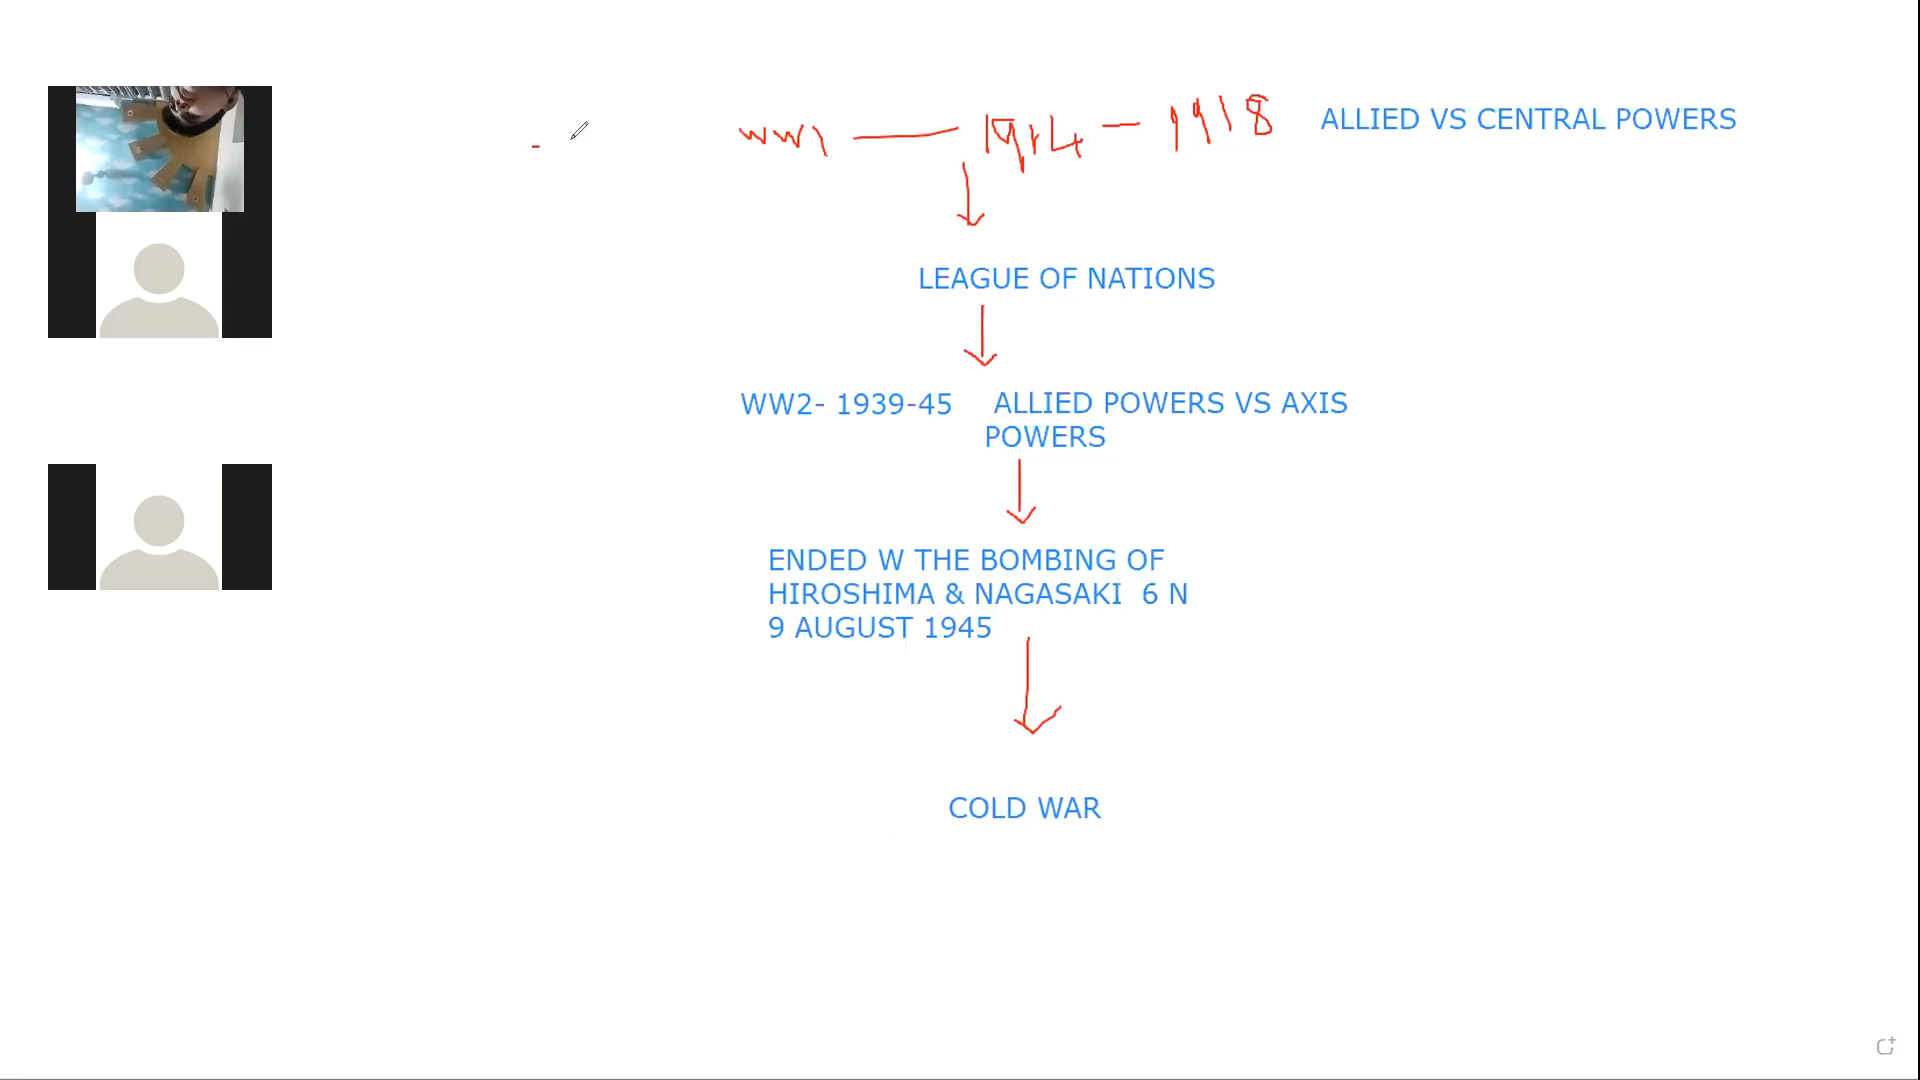 WW1 — 1914 — 1918 ALLIED VS CENTRAL POWERS
LEAGUE OF NATIONS
WW2- 1939-45 ALLIED POWERS VS AXIS
POWERS
ENDED W THE BOMBING OF
HIROSHIMA & NAGASAKI 6 N
9 AUGUST 1945
COLD WAR